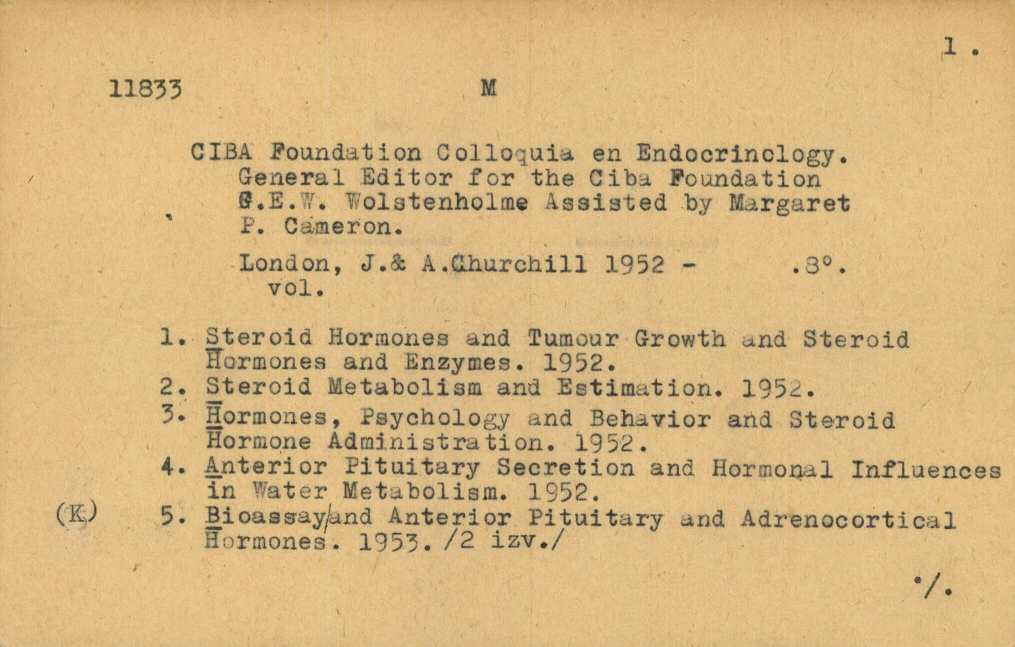 1 .
11833 M
CIBA Foundation Colloquia en Endocrinology.
General Editor for the Ciba Foundation
G.E.W. Wolstenholme Assisted by Margaret
P. Cameron.
London, J.& A.Churchill 1952 - .8°.
vol.
1. Steroid Hormones and Tumour Growth and Steroid
Hormones and Enzymes. 1952.
2. Steroid Metabolism and Estimation. 1952.
3. Hormones, Psychology and Behavior and Steroid
Hormone Administration. 1952.
4. Anterior Pituitary Secretion and Hormonal Influences
in Water Metabolism. 1952.
(K) 5. Bioassay/and Anterior Pituitary and Adrenocortical
Hormones. 1953. /2 izv./
•/.